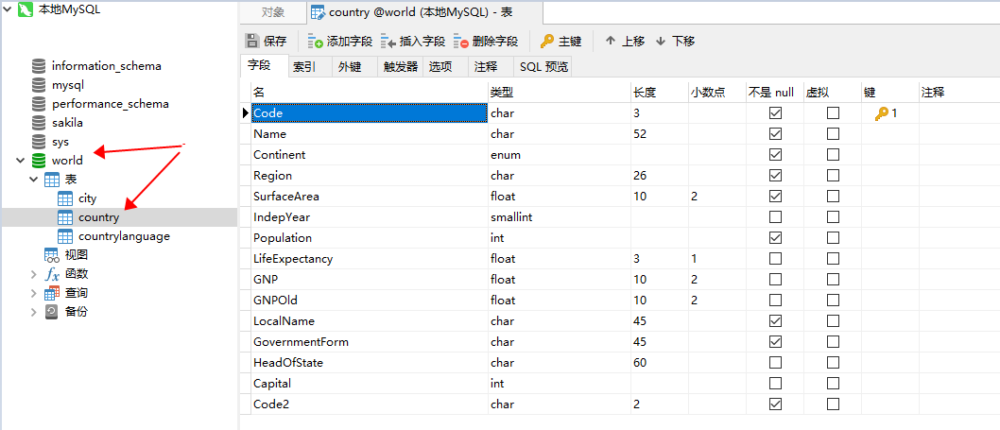 本地MySQL
information_schema
mysql
performance_schema
sakila
sys
world
表
city
country
countrylanguage
视图
fx 函数
查询
备份
对象 country @world (本地MySQL) - 表
保存 添加字段 插入字段 删除字段 主键 上移 下移
字段 索引 外键 触发器 选项 注释 SQL 预览
名 类型 长度 小数点 不是 null 虚拟 键 注释
Code char 3 1
Name char 52
Continent enum
Region char 26
SurfaceArea float 10 2
IndepYear smallint
Population int
LifeExpectancy float 3 1
GNP float 10 2
GNPOld float 10 2
LocalName char 45
GovernmentForm char 45
HeadOfState char 60
Capital int
Code2 char 2